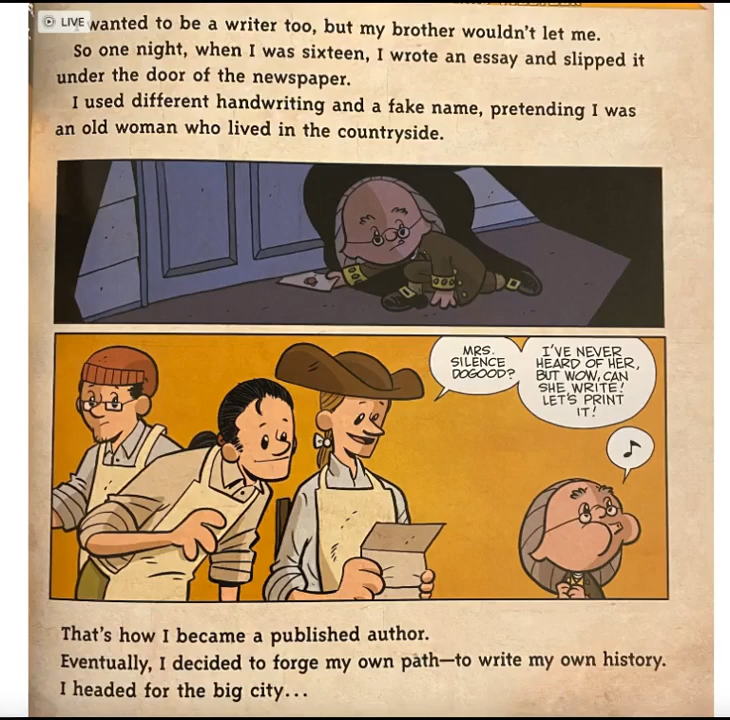 LIVE
wanted to be a writer too, but my brother wouldn't let me.
So one night, when I was sixteen, I wrote an essay and slipped it
under the door of the newspaper.
I used different handwriting and a fake name, pretending I was
an old woman who lived in the countryside.
MRS.
SILENCE
DOGOOD?
I'VE NEVER
HEARD OF HER,
BUT WOW, CAN
SHE WRITE!
LET'S PRINT
IT!
That's how I became a published author.
Eventually, I decided to forge my own path—to write my own history.
I headed for the big city...